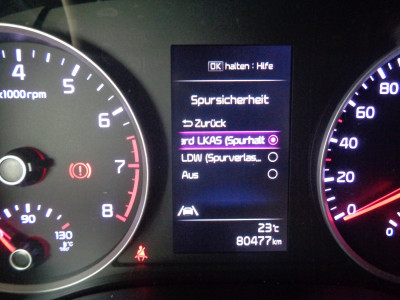 OK halten : Hilfe
Spursicherheit
Zurück
ard LKAS (Spurhalt
LDW (Spurverlas...
Aus
23°C
80477km
4
5
x1000rpm
6
7
8
90
130
°C
80
60
40
20
0
0